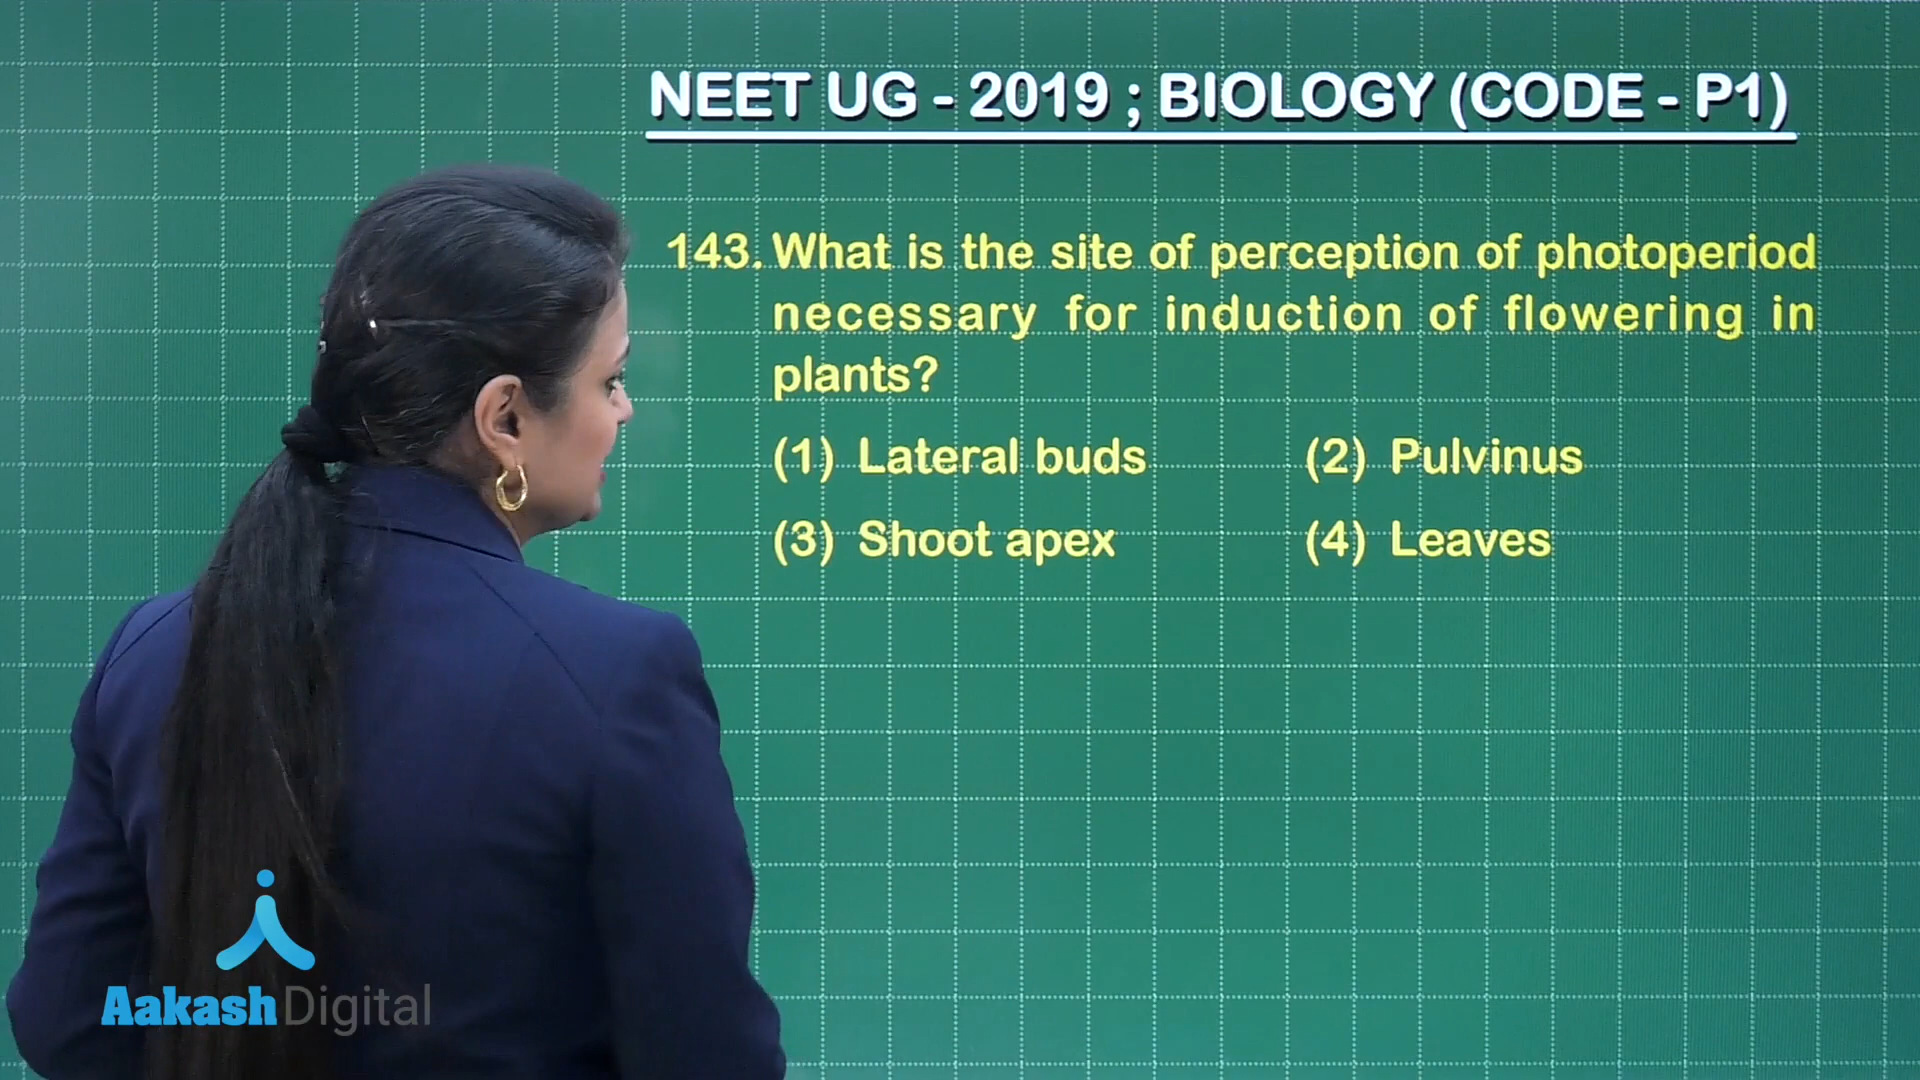 NEET UG - 2019 ; BIOLOGY (CODE - P1)
143. What is the site of perception of photoperiod
necessary for induction of flowering in
plants?
(1) Lateral buds (2) Pulvinus
(3) Shoot apex (4) Leaves
Aakash Digital